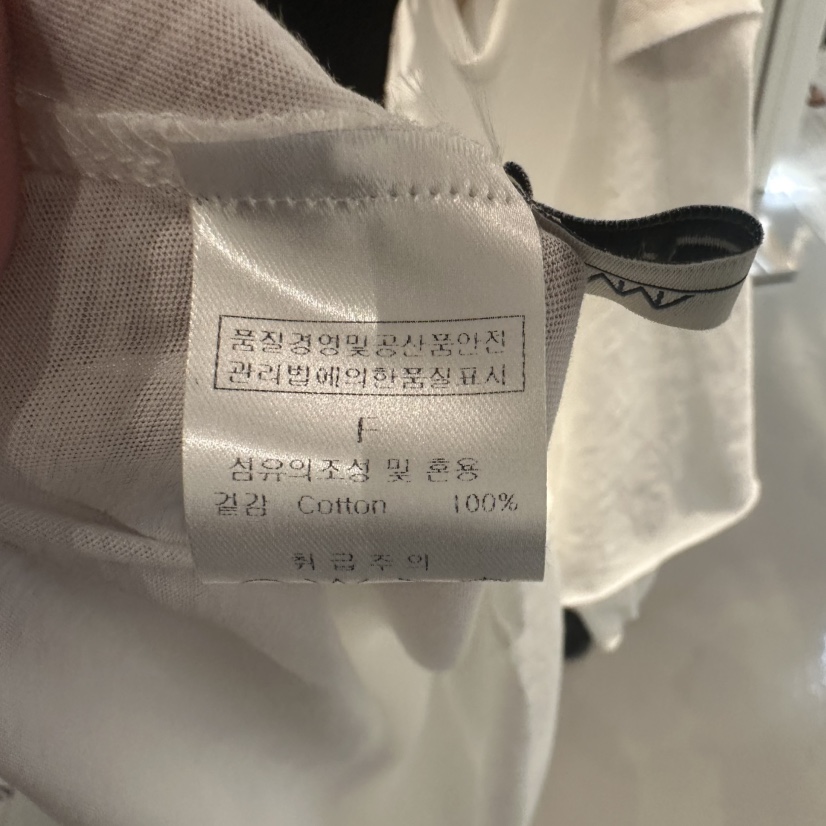 품질경영및공산품안전
관리법에의한품질표시
F
섬유의조성 및 혼용
겉감 Cotton 100%
취급주의